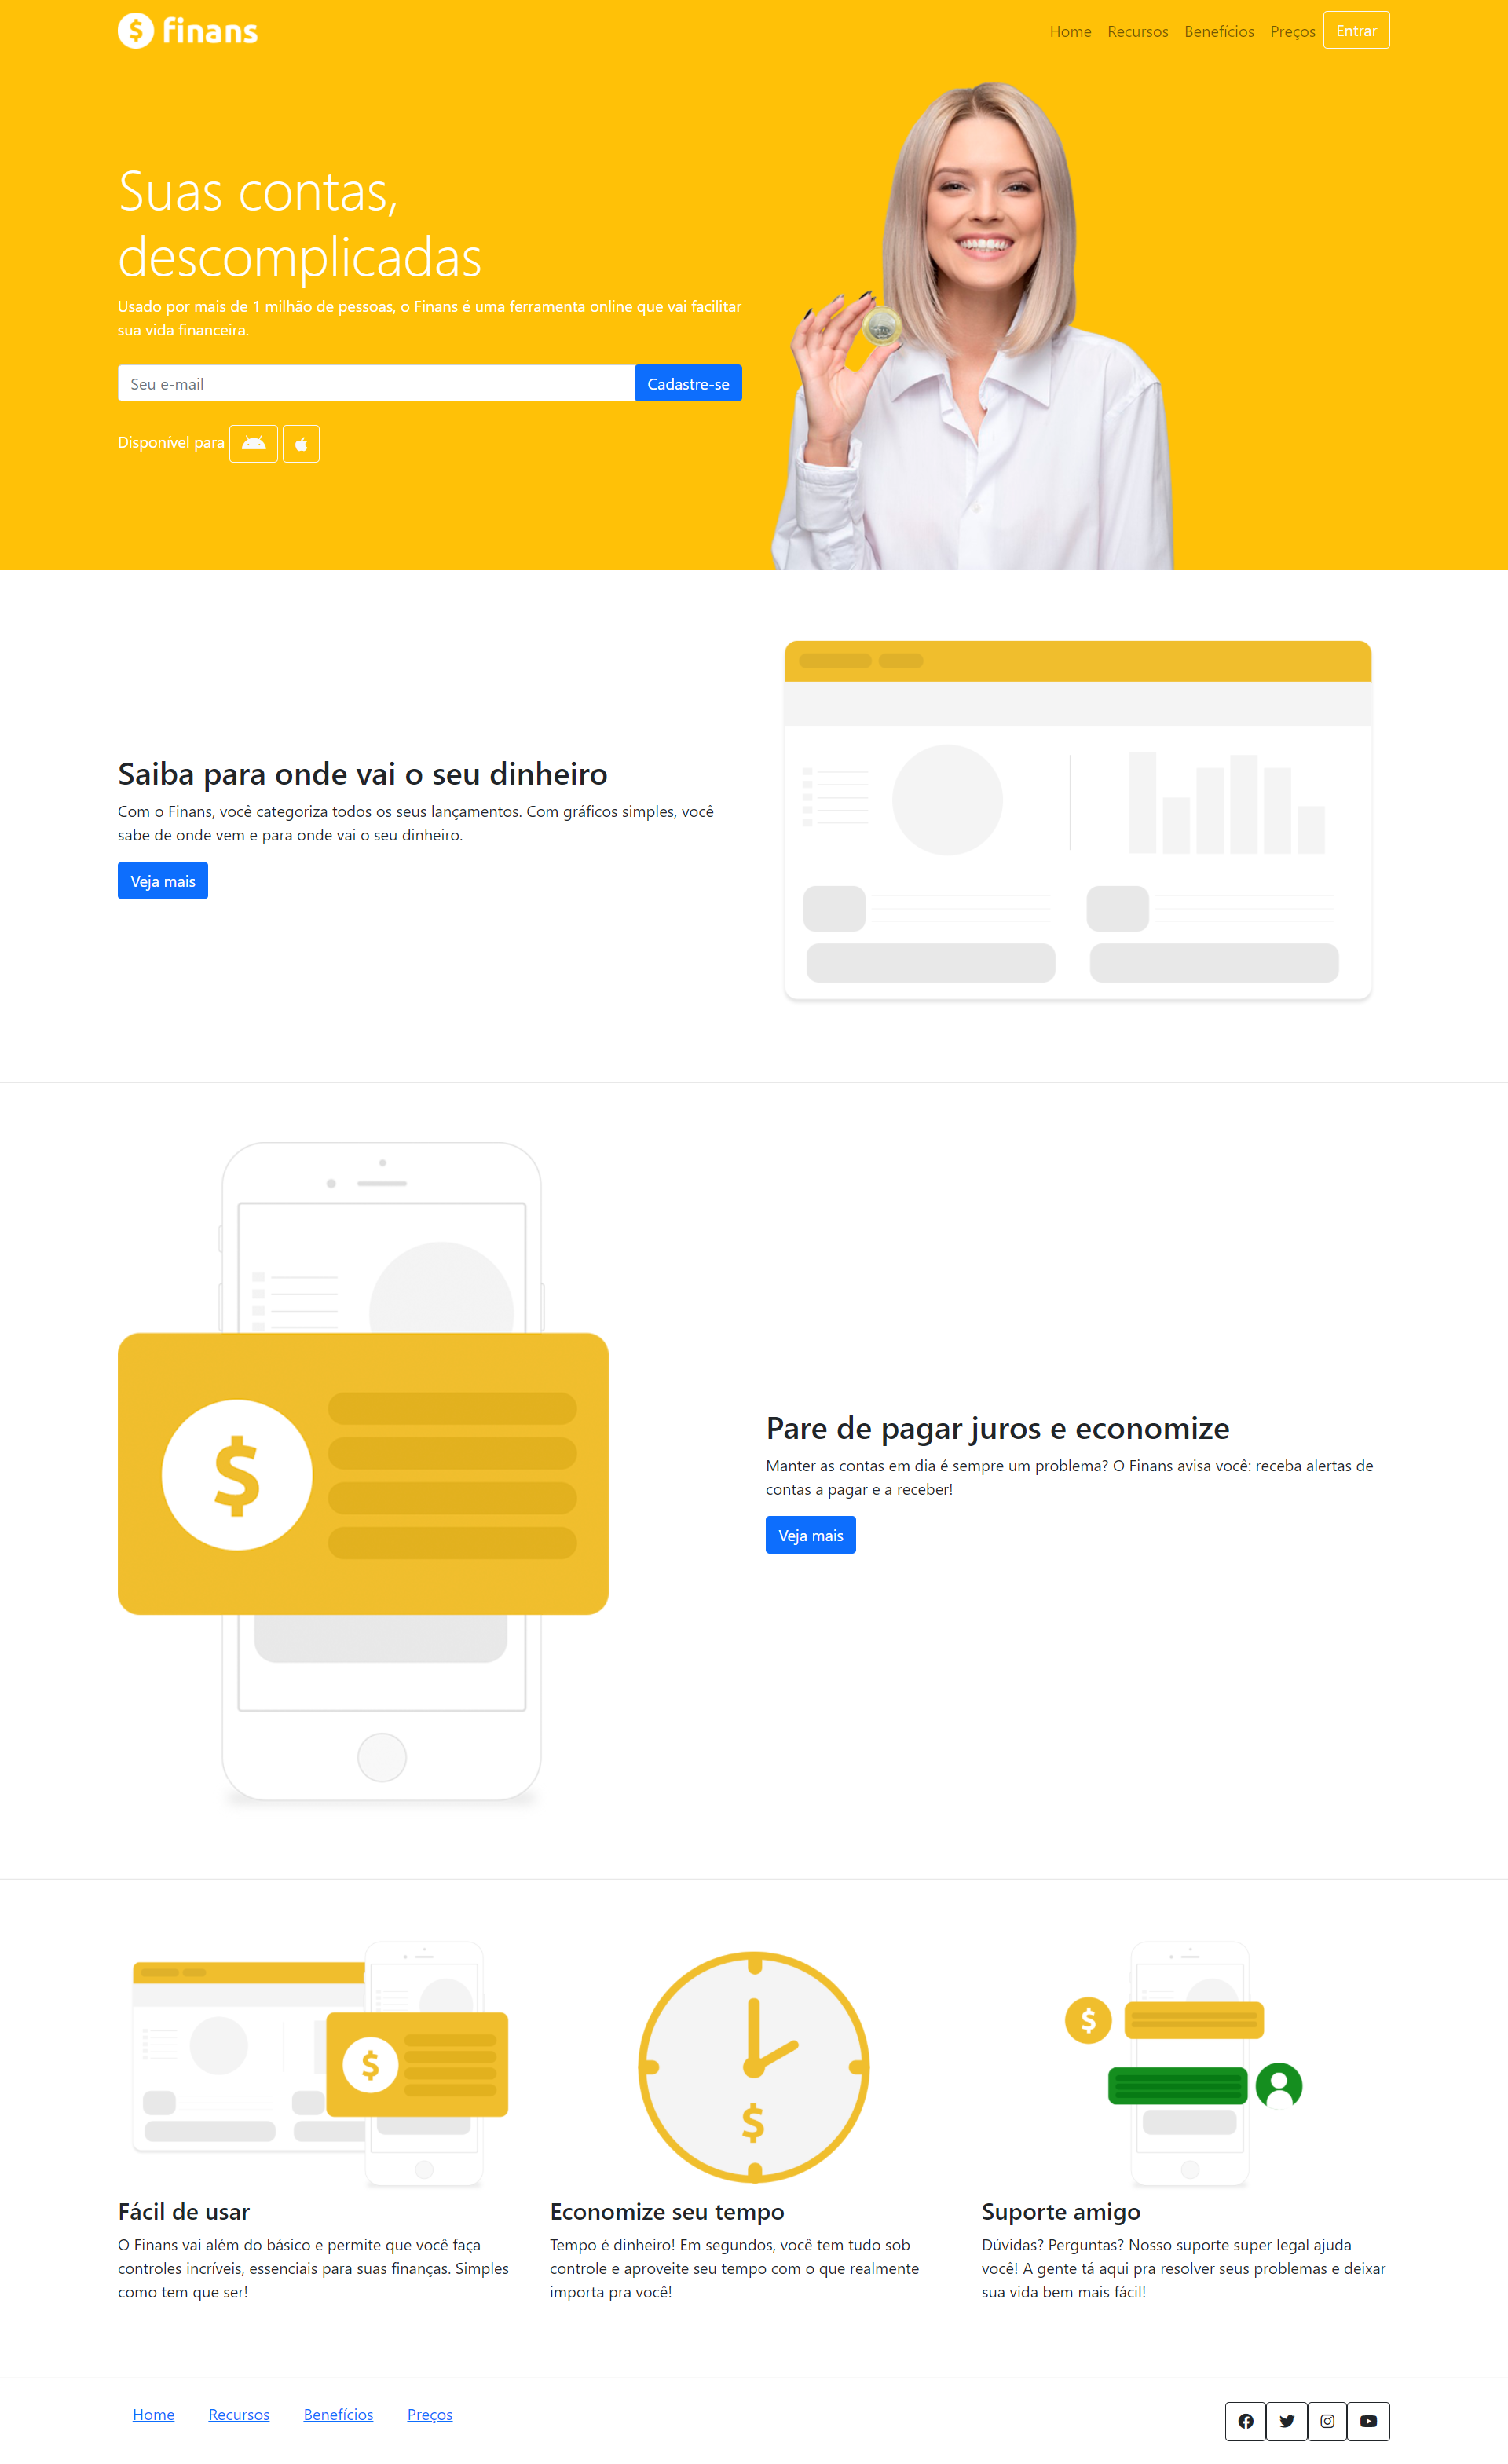 $ finans
Home Recursos Benefícios Preços Entrar
Suas contas,
descomplicadas
Usado por mais de 1 milhão de pessoas, o Finans é uma ferramenta online que vai facilitar
sua vida financeira.
Seu e-mail Cadastre-se
Disponível para
Saiba para onde vai o seu dinheiro
Com o Finans, você categoriza todos os seus lançamentos. Com gráficos simples, você
sabe de onde vem e para onde vai o seu dinheiro.
Veja mais
$
Pare de pagar juros e economize
Manter as contas em dia é sempre um problema? O Finans avisa você: receba alertas de
contas a pagar e a receber!
Veja mais
$
$
$
Fácil de usar
O Finans vai além do básico e permite que você faça
controles incríveis, essenciais para suas finanças. Simples
como tem que ser!
Economize seu tempo
Tempo é dinheiro! Em segundos, você tem tudo sob
controle e aproveite seu tempo com o que realmente
importa pra você!
Suporte amigo
Dúvidas? Perguntas? Nosso suporte super legal ajuda
você! A gente tá aqui pra resolver seus problemas e deixar
sua vida bem mais fácil!
Home Recursos Benefícios Preços